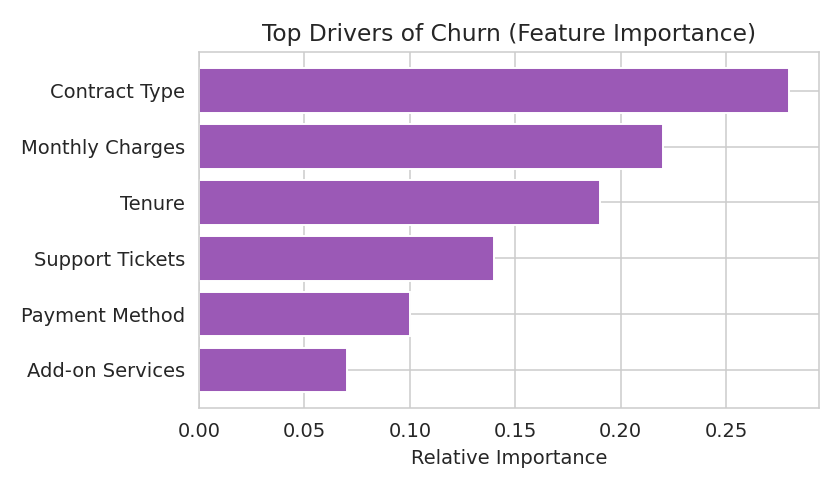 Top Drivers of Churn (Feature Importance)
Contract Type
Monthly Charges
Tenure
Support Tickets
Payment Method
Add-on Services
0.00 0.05 0.10 0.15 0.20 0.25
Relative Importance